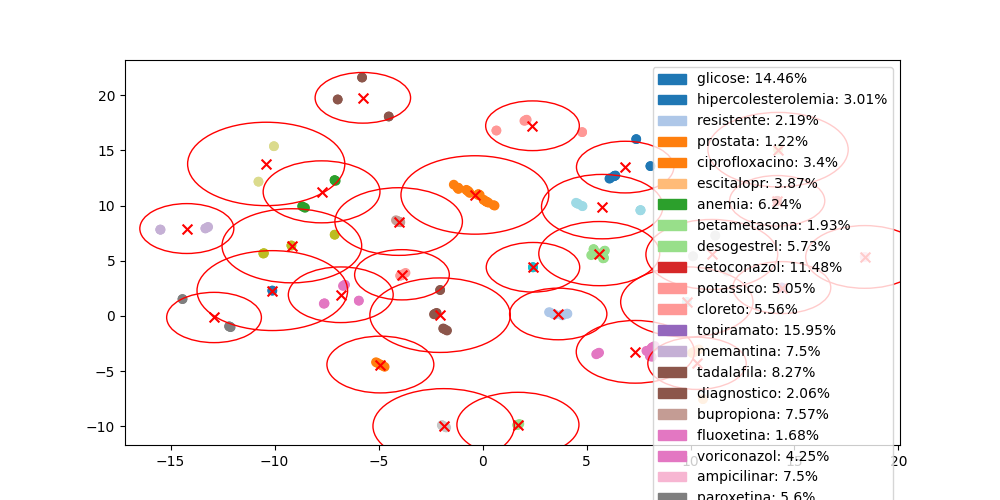 20
15
10
5
0
−5
−10
−15
−10
−5
0
5
10
15
20
glicose: 14.46%
hipercolesterolemia: 3.01%
resistente: 2.19%
prostata: 1.22%
ciprofloxacino: 3.4%
escitalopr: 3.87%
anemia: 6.24%
betametasona: 1.93%
desogestrel: 5.73%
cetoconazol: 11.48%
potassico: 5.05%
cloreto: 5.56%
topiramato: 15.95%
memantina: 7.5%
tadalafila: 8.27%
diagnostico: 2.06%
bupropiona: 7.57%
fluoxetina: 1.68%
voriconazol: 4.25%
ampicilinar: 7.5%
paroxetina: 5.6%